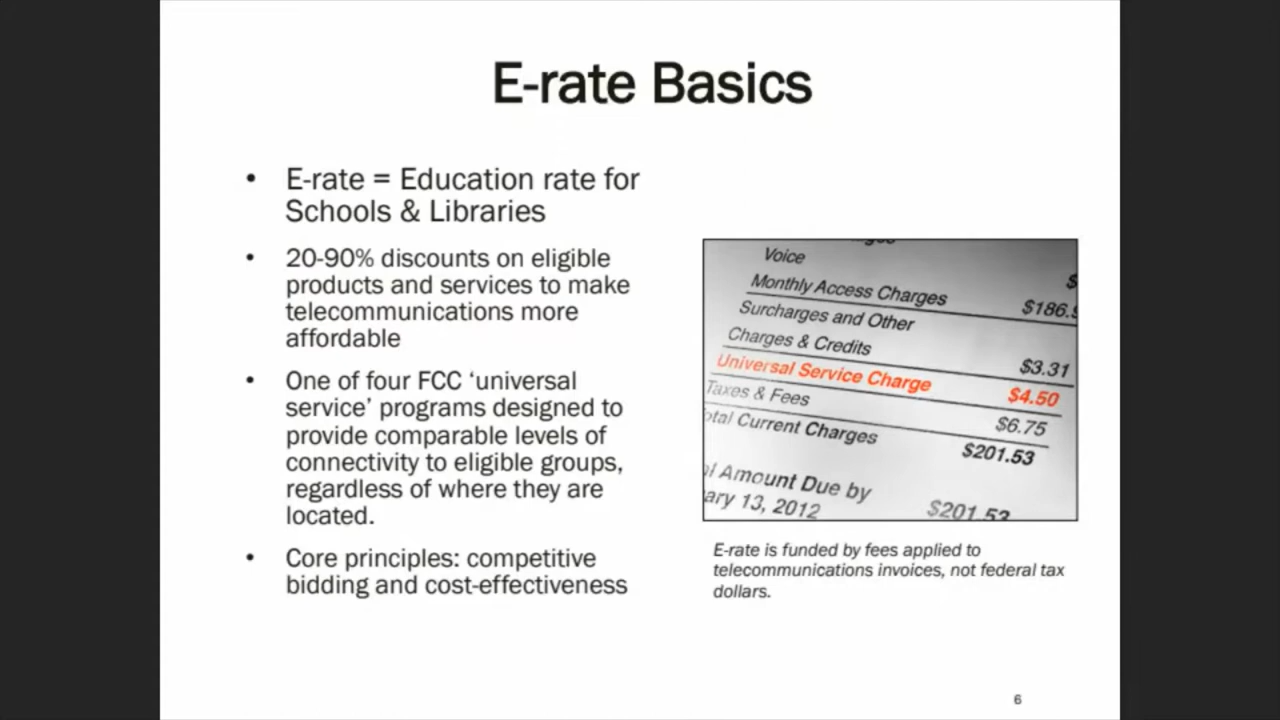 E-rate Basics
• E-rate = Education rate for
Schools & Libraries
• 20-90% discounts on eligible
products and services to make
telecommunications more
affordable
• One of four FCC ‘universal
service’ programs designed to
provide comparable levels of
connectivity to eligible groups,
regardless of where they are
located.
• Core principles: competitive
bidding and cost-effectiveness
Voice
Monthly Access Charges $186.
Surcharges and Other
Charges & Credits $3.31
Universal Service Charge $4.50
Taxes & Fees $6.75
otal Current Charges $201.53
l Amount Due by
ary 13, 2012 $201.53
E-rate is funded by fees applied to
telecommunications invoices, not federal tax
dollars.
6